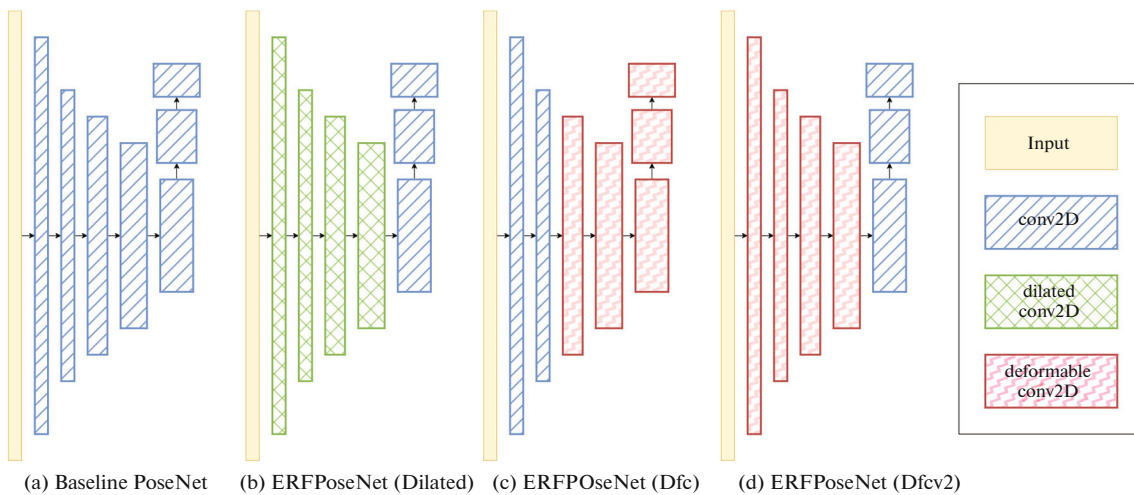 Input
conv2D
dilated
conv2D
deformable
conv2D
(a) Baseline PoseNet
(b) ERFPoseNet (Dilated)
(c) ERFPOseNet (Dfc)
(d) ERFPoseNet (Dfcv2)